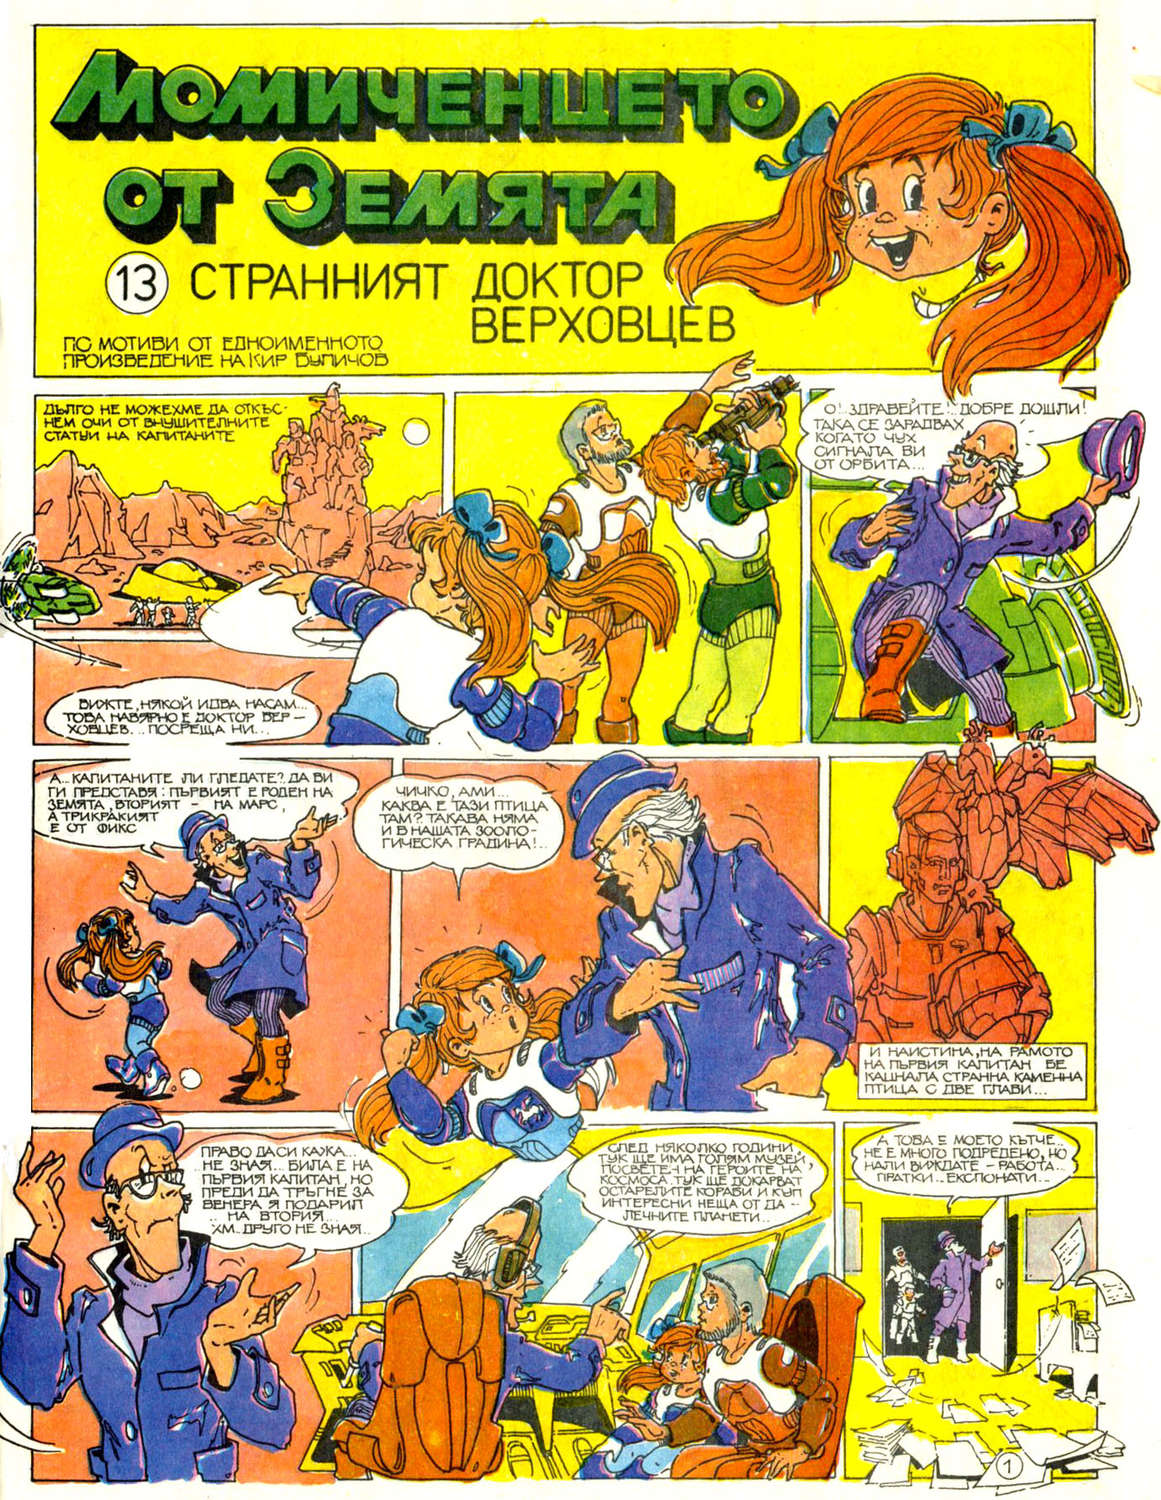 МОМИЧЕНЦЕТО
ОТ ЗЕМЯТА
13 СТРАННИЯТ ДОКТОР
ВЕРХОВЦЕВ
ПО МОТИВИ ОТ ЕДНОИМЕННОТО
ПРОИЗВЕДЕНИЕ НА КИР БУЛИЧОВ
ДЪЛГО НЕ МОЖЕХМЕ ДА ОТКЪС-
НЕМ ОЧИ ОТ ВНУШИТЕЛНИТЕ
СТАТУИ НА КАПИТАНИТЕ
ВИЖТЕ, НЯКОЙ ИДВА НАСАМ...
ТОВА НАВЯРНО Е ДОКТОР ВЕР-
ХОВЦЕВ... ПОСРЕЩА НИ...
О! ЗДРАВЕЙТЕ! ДОБРЕ ДОШЛИ!
ТАКА СЕ ЗАРАДВАХ
КОГАТО ЧУХ
СИГНАЛА ВИ
ОТ ОРБИТА...
А.. КАПИТАНИТЕ ЛИ ГЛЕДАТЕ? ДА ВИ
ГИ ПРЕДСТАВЯ: ПЪРВИЯТ Е РОДЕН НА
ЗЕМЯТА, ВТОРИЯТ - НА МАРС,
А ТРИКРАКИЯТ
Е ОТ ФИКС
ЧИЧКО, АМИ...
КАКВА Е ТАЗИ ПТИЦА
ТАМ? ТАКАВА НЯМА
И В НАШАТА ЗООЛО-
ГИЧЕСКА ГРАДИНА!..
И НАИСТИНА, НА РАМОТО
НА ПЪРВИЯ КАПИТАН БЕ
КАЦНАЛА СТРАННА КАМЕННА
ПТИЦА С ДВЕ ГЛАВИ...
ПРАВО ДА СИ КАЖА...
НЕ ЗНАЯ... БИЛА Е НА
ПЪРВИЯ КАПИТАН, НО
ПРЕДИ ДА ТРЪГНЕ ЗА
ВЕНЕРА, Я ПОДАРИЛ
.. НА ВТОРИЯ...
ХМ.. ДРУГО НЕ ЗНАЯ..
СЛЕД НЯКОЛКО ГОДИНИ
ТУК ЩЕ ИМА ГОЛЯМ МУЗЕЙ,
ПОСВЕТЕН НА ГЕРОИТЕ НА
КОСМОСА. ТУК ЩЕ ДОКАРВАТ
ОСТАРЕЛИТЕ КОРАБИ И КУП
ИНТЕРЕСНИ НЕЩА ОТ ДА-
ЛЕЧНИТЕ ПЛАНЕТИ..
А ТОВА Е МОЕТО КЪТЧЕ..
НЕ Е МНОГО ПОДРЕДЕНО, НО
НАЛИ ВИЖДАТЕ - РАБОТА..
ПРАТКИ... ЕКСПОНАТИ...
1